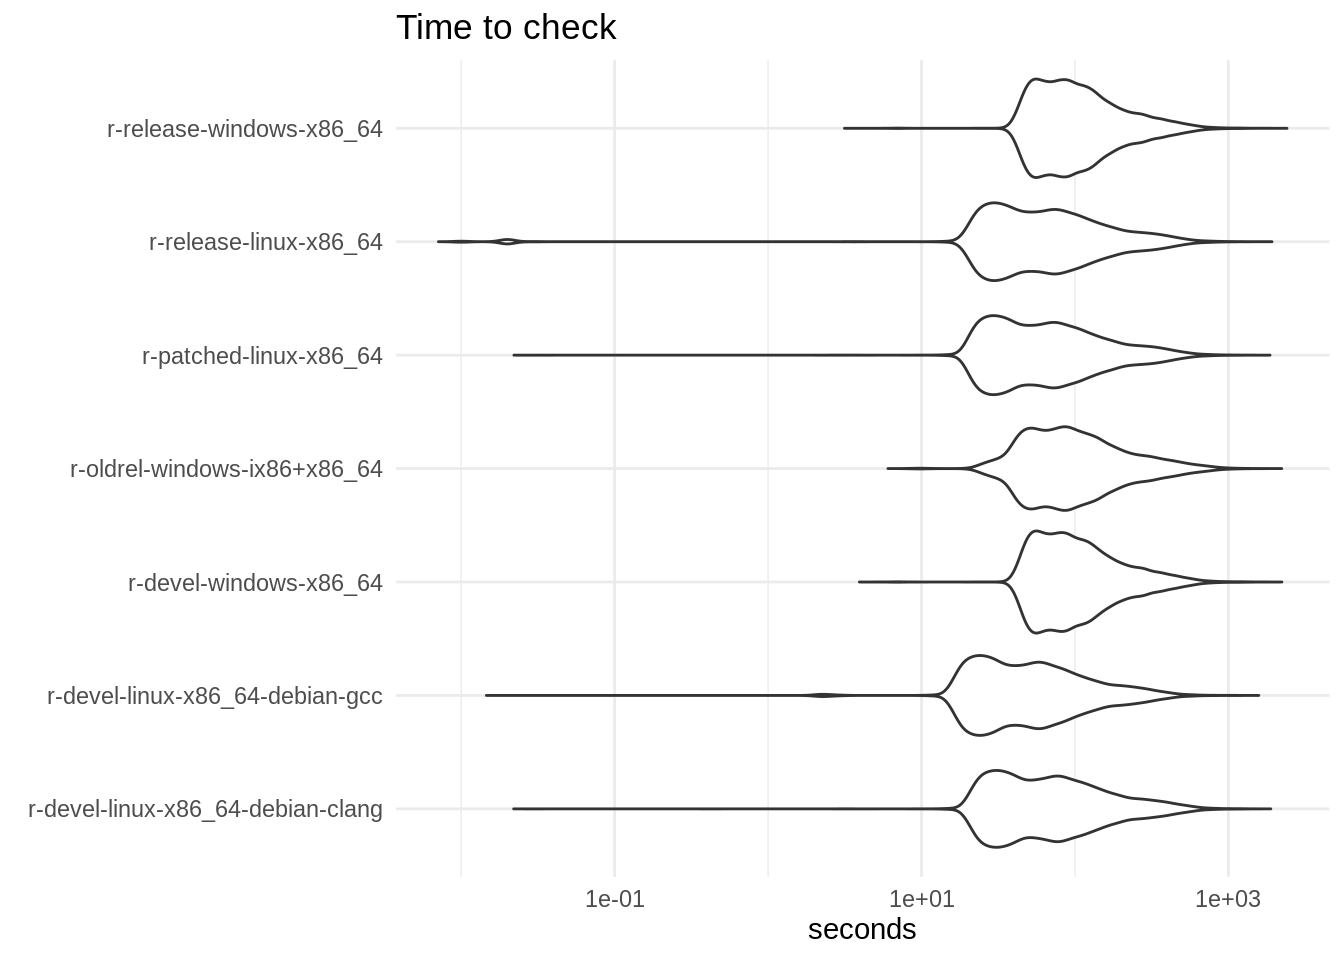 Time to check
r-release-windows-x86_64
r-release-linux-x86_64
r-patched-linux-x86_64
r-oldrel-windows-ix86+x86_64
r-devel-windows-x86_64
r-devel-linux-x86_64-debian-gcc
r-devel-linux-x86_64-debian-clang
1e-01 1e+01 1e+03
seconds